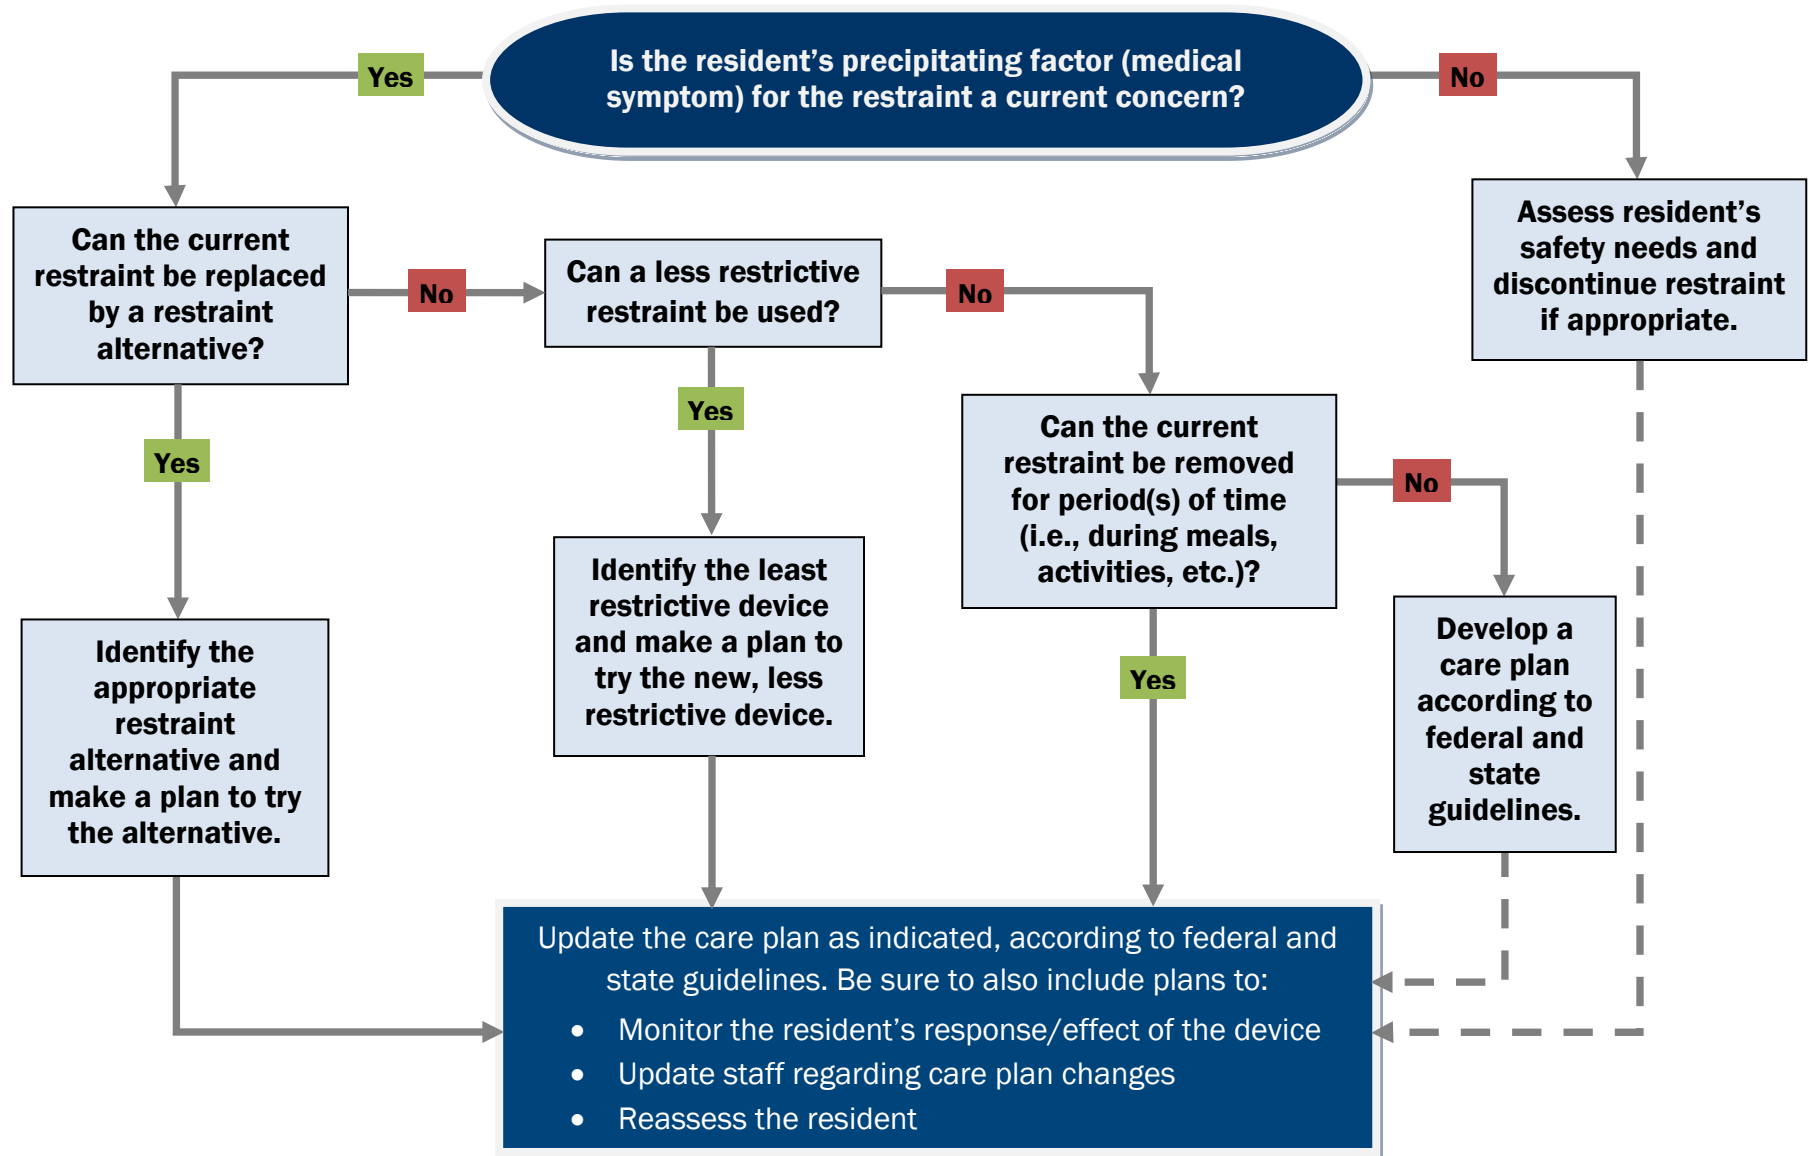 Is the resident’s precipitating factor (medical
symptom) for the restraint a current concern?
Yes
No
Can the current
restraint be replaced
by a restraint
alternative?
No
Can a less restrictive
restraint be used?
No
Assess resident’s
safety needs and
discontinue restraint
if appropriate.
Yes
Yes
Can the current
restraint be removed
for period(s) of time
(i.e., during meals,
activities, etc.)?
No
Identify the
appropriate
restraint
alternative and
make a plan to try
the alternative.
Identify the least
restrictive device
and make a plan to
try the new, less
restrictive device.
Yes
Develop a
care plan
according to
federal and
state
guidelines.
Update the care plan as indicated, according to federal and
state guidelines. Be sure to also include plans to:
• Monitor the resident’s response/effect of the device
• Update staff regarding care plan changes
• Reassess the resident